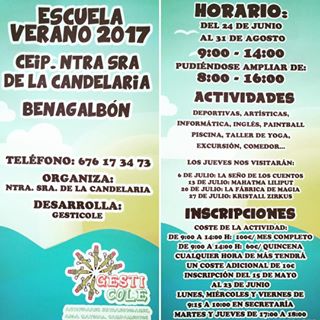 ESCUELA
VERANO 2017
CEIP. NTRA SRA
DE LA CANDELARIA
BENAGALBÓN
TELÉFONO: 676 17 34 73
ORGANIZA:
NTRA. SRA. DE LA CANDELARIA
DESARROLLA:
GESTICOLE
GESTI
COLE
HORARIO:
DEL 24 DE JUNIO
AL 31 DE AGOSTO
9:00 - 14:00
PUDIÉNDOSE AMPLIAR DE:
8:00 - 16:00
ACTIVIDADES
DEPORTIVAS, ARTÍSTICAS,
INFORMÁTICA, INGLÉS, PAINTBALL
PISCINA, TALLER DE YOGA,
EXCURSIÓN, COMEDOR...
LOS JUEVES NOS VISITARÁN:
6 DE JULIO: LA SEÑO DE LOS CUENTOS
13 DE JULIO: MAHATMA LILIPUT
20 DE JULIO: LA FÁBRICA DE MAGIA
27 DE JULIO: KRISTALL ZIRKUS
INSCRIPCIONES
COSTE DE LA ACTIVIDAD:
DE 9:00 A 14:00 H: 100€/ MES COMPLETO
DE 9:00 A 14:00H: 60€/ QUINCENA
CUALQUIER HORA DE MÁS TENDRÁ
UN COSTE ADICIONAL DE 10€
INSCRIPCIÓN DEL 15 DE MAYO
AL 23 DE JUNIO
LUNES, MIÉRCOLES Y VIERNES DE
9:15 A 10:00 EN SECRETARÍA
MARTES Y JUEVES DE 17:00 A 18:00